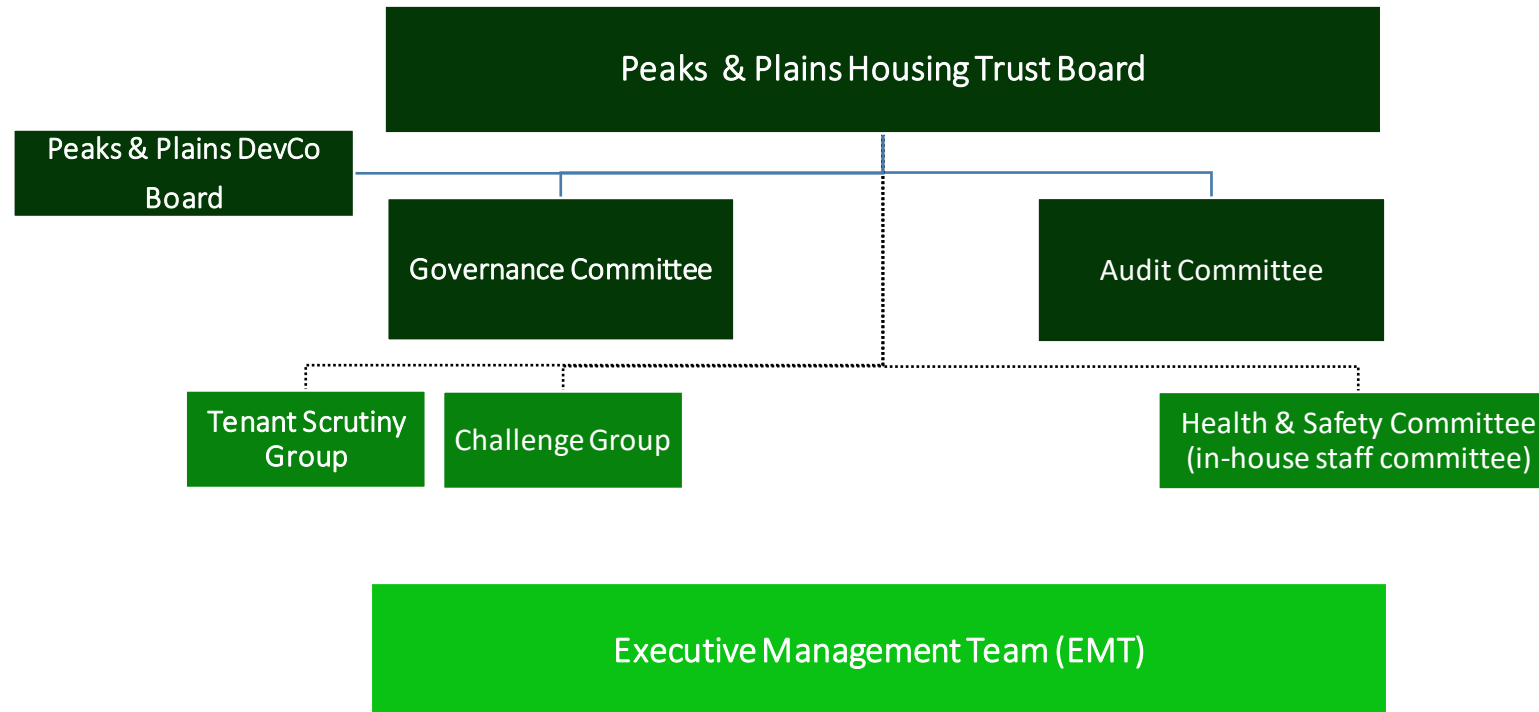 Peaks & Plains Housing Trust Board
Peaks & Plains DevCo
Board
Governance Committee
Audit Committee
Tenant Scrutiny
Group
Challenge Group
Health & Safety Committee
(in-house staff committee)
Executive Management Team (EMT)